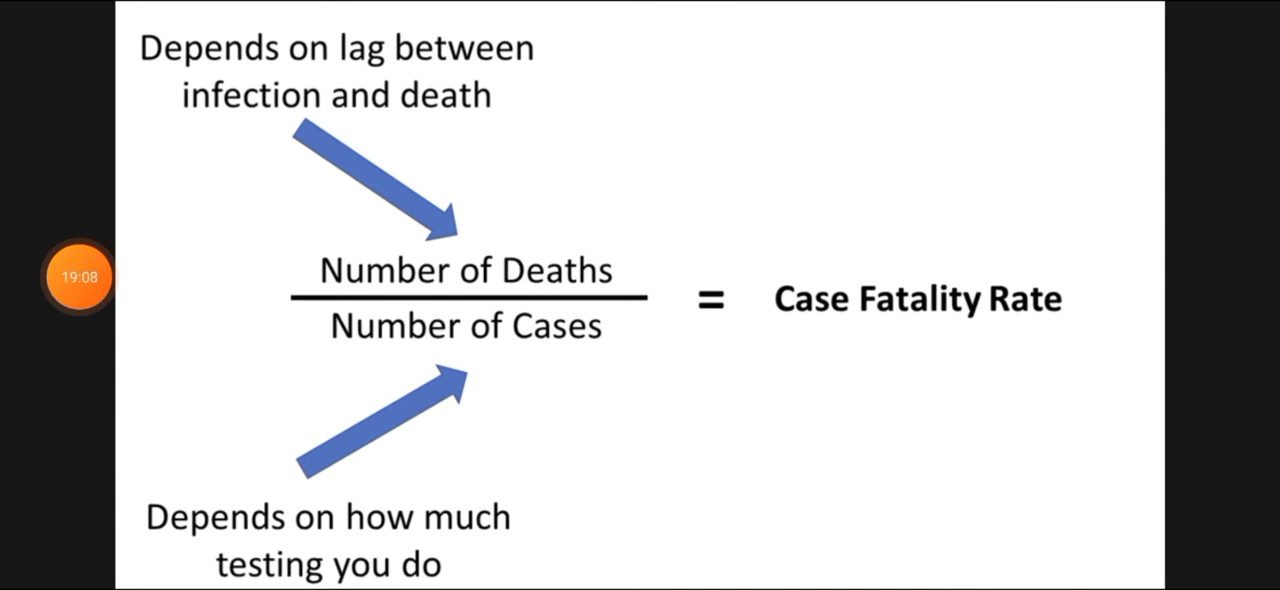 Depends on lag between
infection and death
19:08
Number of Deaths
Number of Cases
= Case Fatality Rate
Depends on how much
testing you do